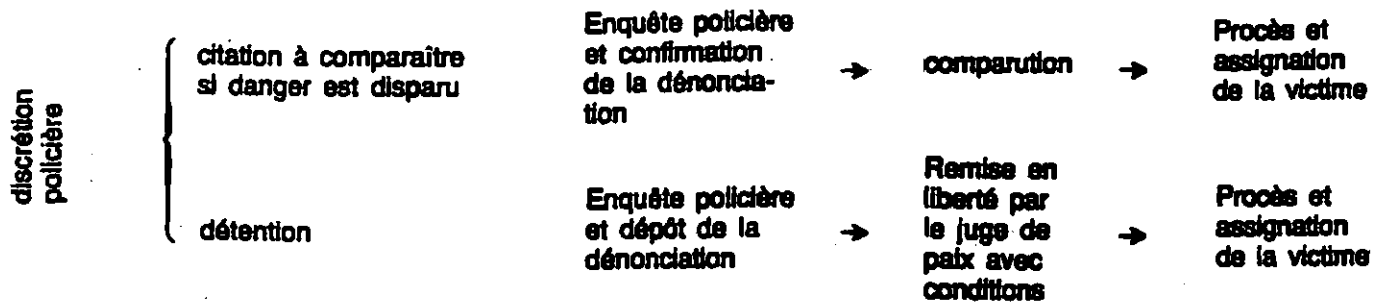 discrétion
policière
citation à comparaître
si danger est disparu
Enquête policière
et confirmation
de la dénoncia-
tion
→
comparution
→
Procès et
assignation
de la victime
détention
Enquête policière
et dépôt de la
dénonciation
→
Remise en
liberté par
le juge de
paix avec
conditions
→
Procès et
assignation
de la victime